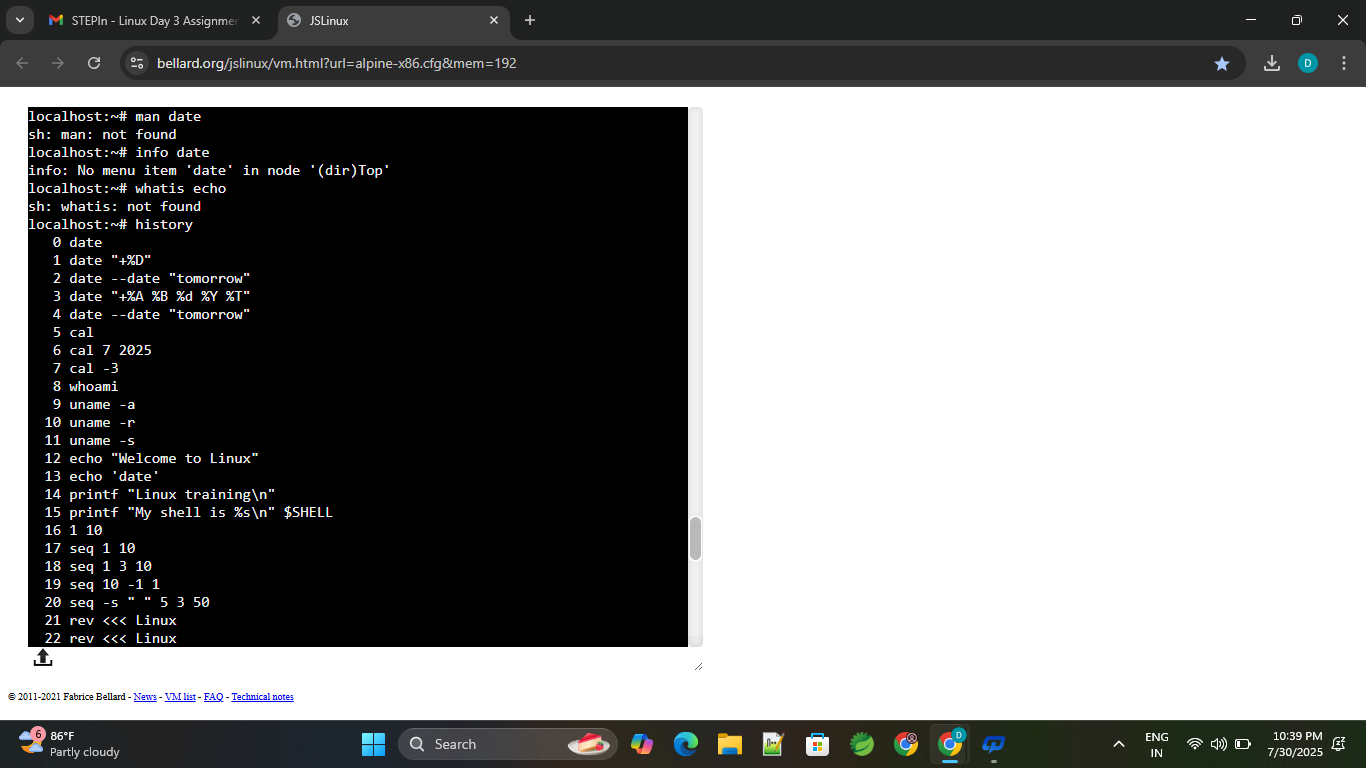 STEPIn - Linux Day 3 Assignmer
JSLinux
bellard.org/jslinux/vm.html?url=alpine-x86.cfg&mem=192
D
localhost:~# man date
sh: man: not found
localhost:~# info date
info: No menu item 'date' in node '(dir)Top'
localhost:~# whatis echo
sh: whatis: not found
localhost:~# history
0 date
1 date "+%D"
2 date --date "tomorrow"
3 date "+%A %B %d %Y %T"
4 date --date "tomorrow"
5 cal
6 cal 7 2025
7 cal -3
8 whoami
9 uname -a
10 uname -r
11 uname -s
12 echo "Welcome to Linux"
13 echo 'date'
14 printf "Linux training\n"
15 printf "My shell is %s\n" $SHELL
16 1 10
17 seq 1 10
18 seq 1 3 10
19 seq 10 -1 1
20 seq -s " " 5 3 50
21 rev <<< Linux
22 rev <<< Linux
© 2011-2021 Fabrice Bellard - News - VM list - FAQ - Technical notes
6
86°F
Partly cloudy
Search
D
ENG
IN
10:39 PM
7/30/2025